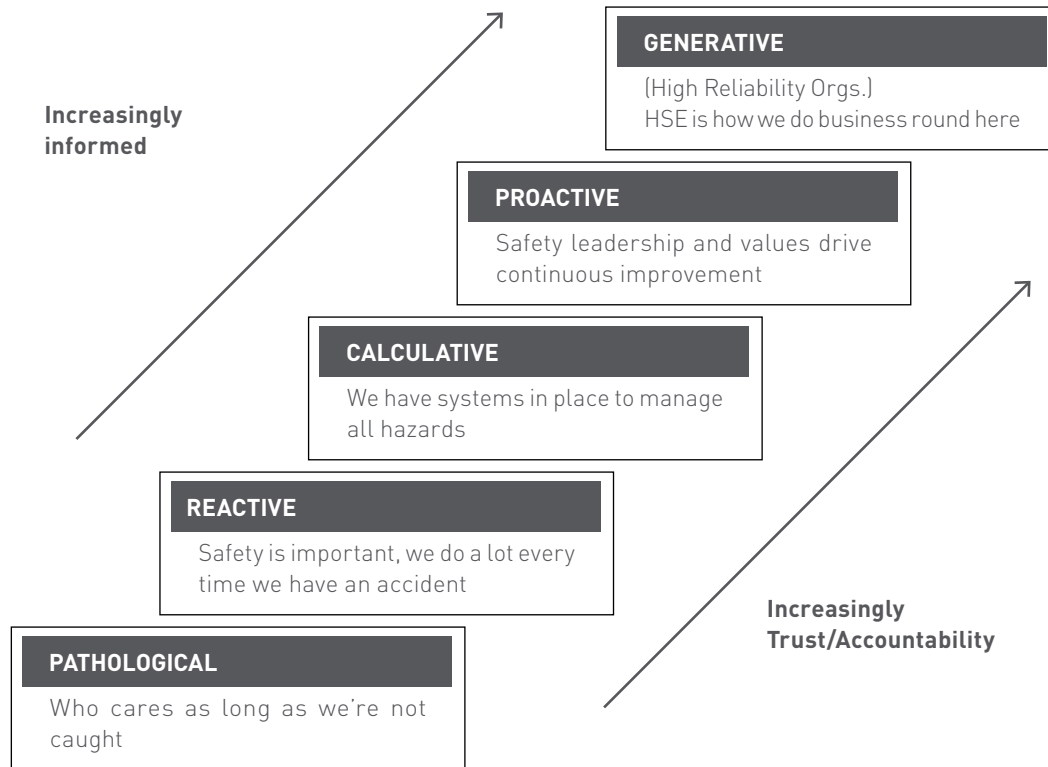 GENERATIVE
(High Reliability Orgs.)
HSE is how we do business round here
Increasingly
informed
PROACTIVE
Safety leadership and values drive
continuous improvement
CALCULATIVE
We have systems in place to manage
all hazards
REACTIVE
Safety is important, we do a lot every
time we have an accident
Increasingly
Trust/Accountability
PATHOLOGICAL
Who cares as long as we're not
caught